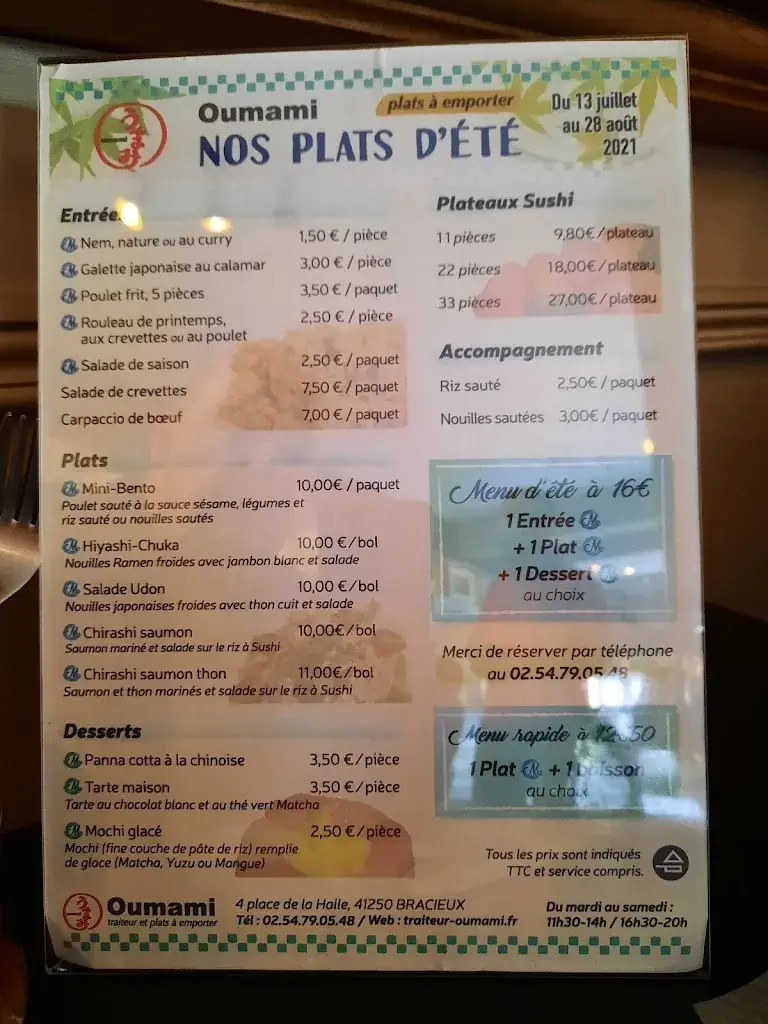 Oumami
plats à emporter
NOS PLATS D'ÉTÉ
Du 13 juillet
au 28 août
2021
Entrée
Nem, nature ou au curry 1,50 € / pièce
Galette japonaise au calamar 3,00 € / pièce
Poulet frit, 5 pièces 3,50 € / paquet
Rouleau de printemps, 2,50 € / pièce
aux crevettes ou au poulet
Salade de saison 2,50 € / paquet
Salade de crevettes 7,50 € / paquet
Carpaccio de bœuf 7,00 € / paquet
Plats
Mini-Bento 10,00€ / paquet
Poulet sauté à la sauce sésame, légumes et
riz sauté ou nouilles sautés
Hiyashi-Chuka 10,00 €/bol
Nouilles Ramen froides avec jambon blanc et salade
Salade Udon 10,00 €/bol
Nouilles japonaises froides avec thon cuit et salade
Chirashi saumon 10,00€/bol
Saumon mariné et salade sur le riz à Sushi
Chirashi saumon thon 11,00€/bol
Saumon et thon marinés et salade sur le riz à Sushi
Desserts
Panna cotta à la chinoise 3,50 €/pièce
Tarte maison 3,50 €/pièce
Tarte au chocolat blanc et au thé vert Matcha
Mochi glacé 2,50 €/pièce
Mochi (fine couche de pâte de riz) remplie
de glace (Matcha, Yuzu ou Mangue)
Plateaux Sushi
11 pièces 9,80€/plateau
22 pièces 18,00€/plateau
33 pièces 27,00€/plateau
Accompagnement
Riz sauté 2,50€ / paquet
Nouilles sautées 3,00€ / paquet
Menu d'été à 16€
1 Entrée
+ 1 Plat
+ 1 Dessert
au choix
Merci de réserver par téléphone
au 02.54.79.05.48
Menu rapide à 12€50
1 Plat + 1 boisson
au choix
Tous les prix sont indiqués
TTC et service compris.
Oumami
traiteur et plats à emporter
4 place de la Halle, 41250 BRACIEUX
Tél : 02.54.79.05.48 / Web : traiteur-oumami.fr
Du mardi au samedi :
11h30-14h / 16h30-20h